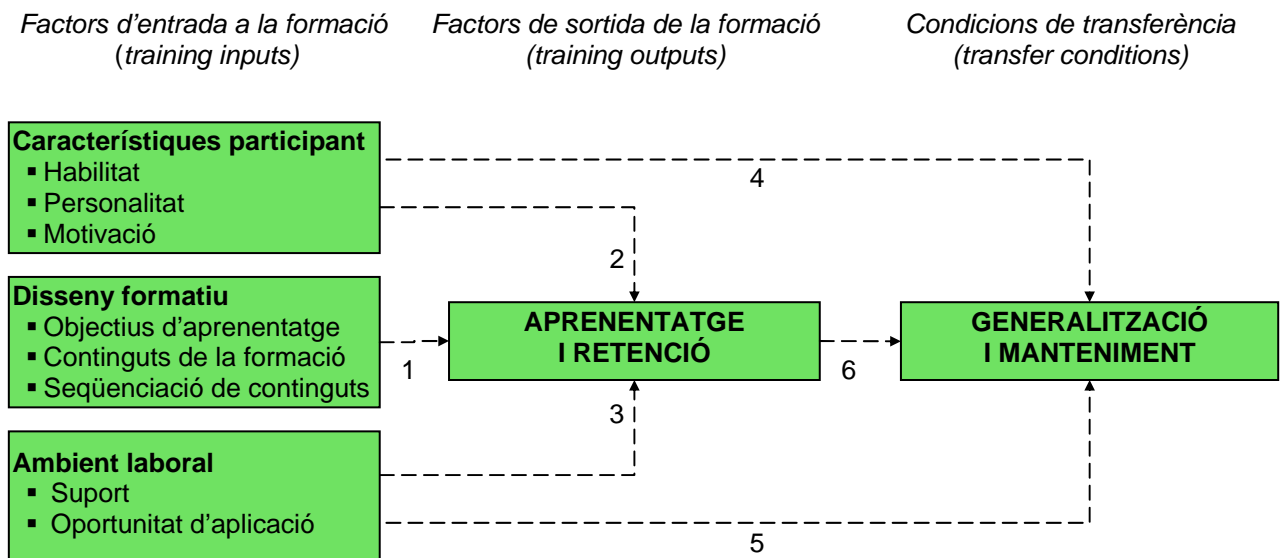 Factors d’entrada a la formació
(training inputs)
Factors de sortida de la formació
(training outputs)
Condicions de transferència
(transfer conditions)
Característiques participant
▪ Habilitat
▪ Personalitat
▪ Motivació
4
2
Disseny formatiu
▪ Objectius d’aprenentatge
▪ Continguts de la formació
▪ Seqüenciació de continguts
1
APRENENTATGE
I RETENCIÓ
6
GENERALITZACIÓ
I MANTENIMENT
3
Ambient laboral
▪ Suport
▪ Oportunitat d’aplicació
5